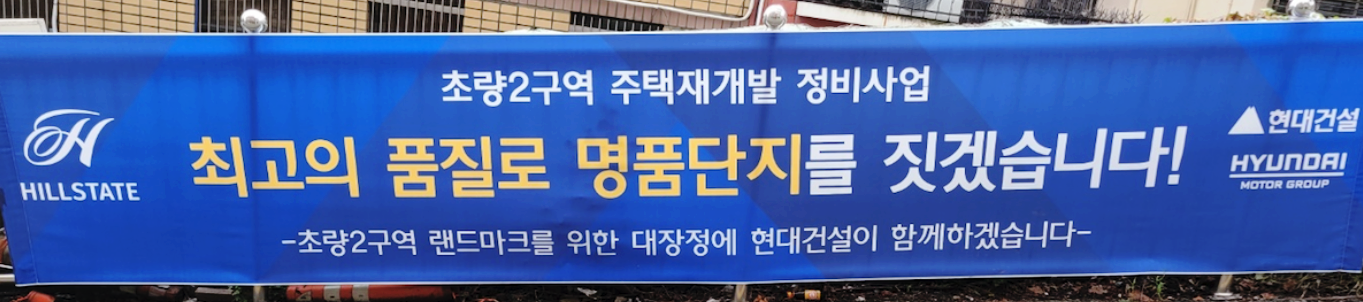 초량2구역 주택재개발 정비사업
HILLSTATE
최고의 품질로 명품단지를 짓겠습니다!
현대건설
HYUNDAI
MOTOR GROUP
-초량2구역 랜드마크를 위한 대장정에 현대건설이 함께하겠습니다-